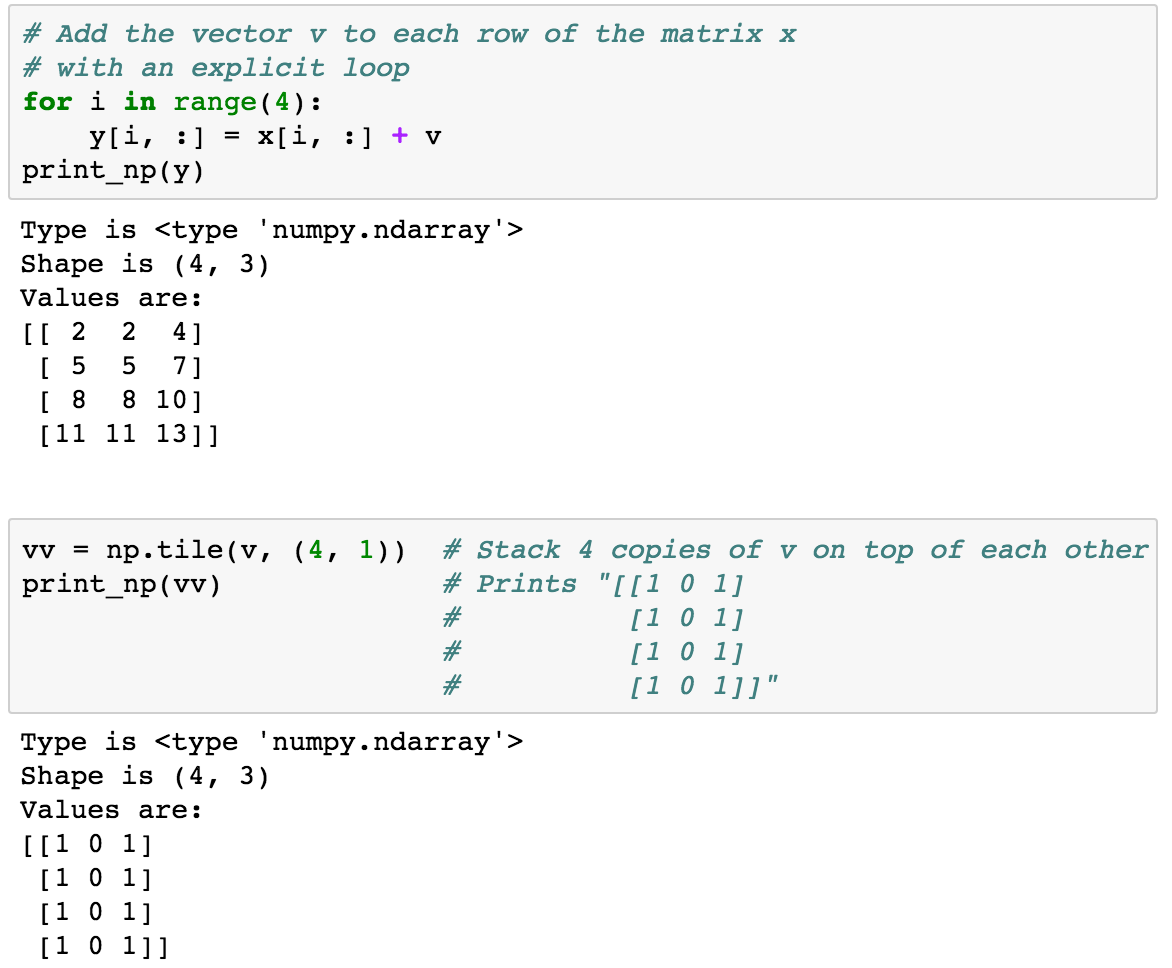 # Add the vector v to each row of the matrix x
# with an explicit loop
for i in range(4):
    y[i, :] = x[i, :] + v
print_np(y)
Type is <type 'numpy.ndarray'>
Shape is (4, 3)
Values are:
[[ 2  2  4]
 [ 5  5  7]
 [ 8  8 10]
 [11 11 13]]
vv = np.tile(v, (4, 1))  # Stack 4 copies of v on top of each other
print_np(vv)             # Prints "[[1 0 1]
                         #          [1 0 1]
                         #          [1 0 1]
                         #          [1 0 1]]"
Type is <type 'numpy.ndarray'>
Shape is (4, 3)
Values are:
[[1 0 1]
 [1 0 1]
 [1 0 1]
 [1 0 1]]